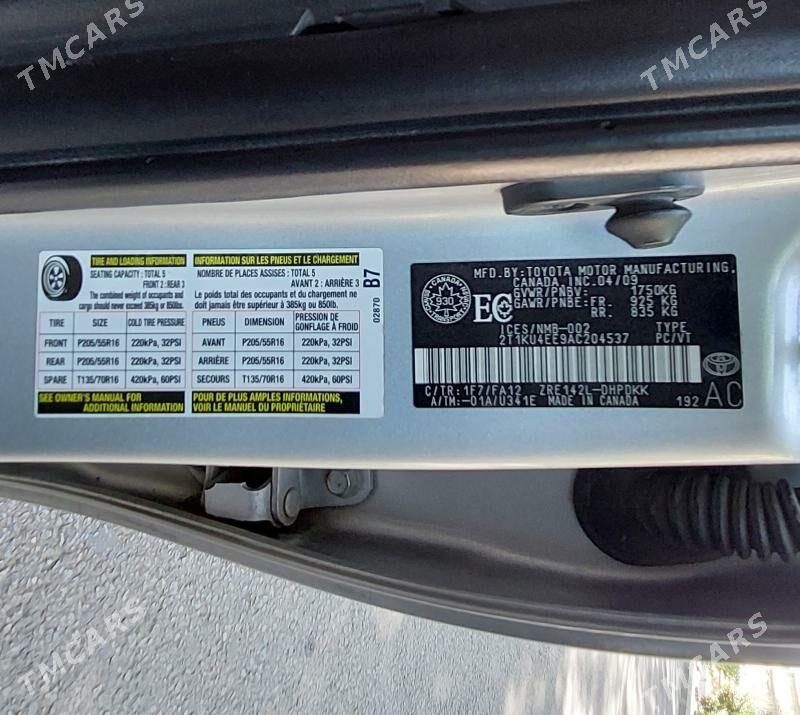 TMCARS
TMCARS
TIRE AND LOADING INFORMATION
SEATING CAPACITY : TOTAL 5
FRONT 2 : REAR 3
The combined weight of occupants and
cargo should never exceed 385kg or 850lbs.
TIRE SIZE COLD TIRE PRESSURE
FRONT P205/55R16 220kPa, 32PSI
REAR P205/55R16 220kPa, 32PSI
SPARE T135/70R16 420kPa, 60PSI
SEE OWNER'S MANUAL FOR
ADDITIONAL INFORMATION
INFORMATION SUR LES PNEUS ET LE CHARGEMENT
NOMBRE DE PLACES ASSISES : TOTAL 5
AVANT 2 : ARRIÈRE 3
Le poids total des occupants et du chargement ne
doit jamais être supérieur à 385kg ou 850lb.
PNEUS DIMENSION PRESSION DE
GONFLAGE À FROID
AVANT P205/55R16 220kPa, 32PSI
ARRIÈRE P205/55R16 220kPa, 32PSI
SECOURS T135/70R16 420kPa, 60PSI
POUR DE PLUS AMPLES INFORMATIONS,
VOIR LE MANUEL DU PROPRIÉTAIRE
02870 B7
CANADA
930
EC
MFD.BY:TOYOTA MOTOR MANUFACTURING,
CANADA INC.04/09
GVWR/PNBV: 1750KG
GAWR/PNBE:FR. 925 KG
RR. 835 KG
ICES/NMB-002 TYPE
2T1KU4EE9AC204537 PC/VT
C/TR:1F7/FA12 ZRE142L-DHPDKK
A/TM:-01A/U341E MADE IN CANADA 192 AC
TMCARS
TMCARS